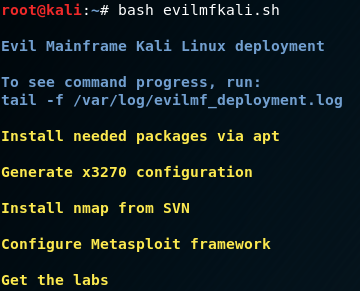 root@kali:~# bash evilmfkali.sh
Evil Mainframe Kali Linux deployment
To see command progress, run:
tail -f /var/log/evilmf_deployment.log
Install needed packages via apt
Generate x3270 configuration
Install nmap from SVN
Configure Metasploit framework
Get the labs